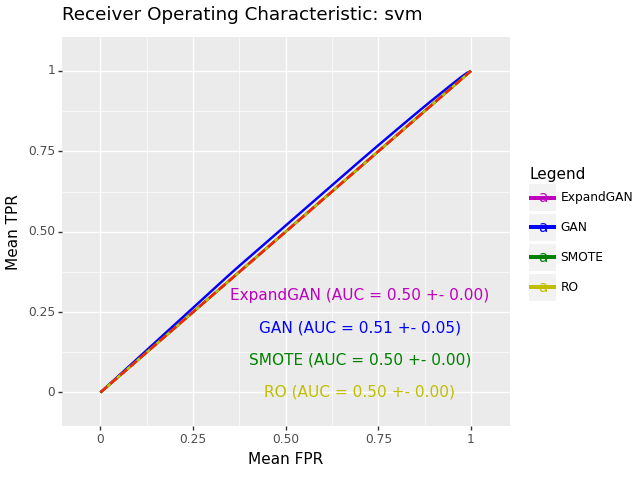 Receiver Operating Characteristic: svm
Mean TPR
1
0.75
0.50
0.25
0
ExpandGAN (AUC = 0.50 +- 0.00)
GAN (AUC = 0.51 +- 0.05)
SMOTE (AUC = 0.50 +- 0.00)
RO (AUC = 0.50 +- 0.00)
0
0.25
0.50
0.75
1
Mean FPR
Legend
a ExpandGAN
a GAN
a SMOTE
a RO